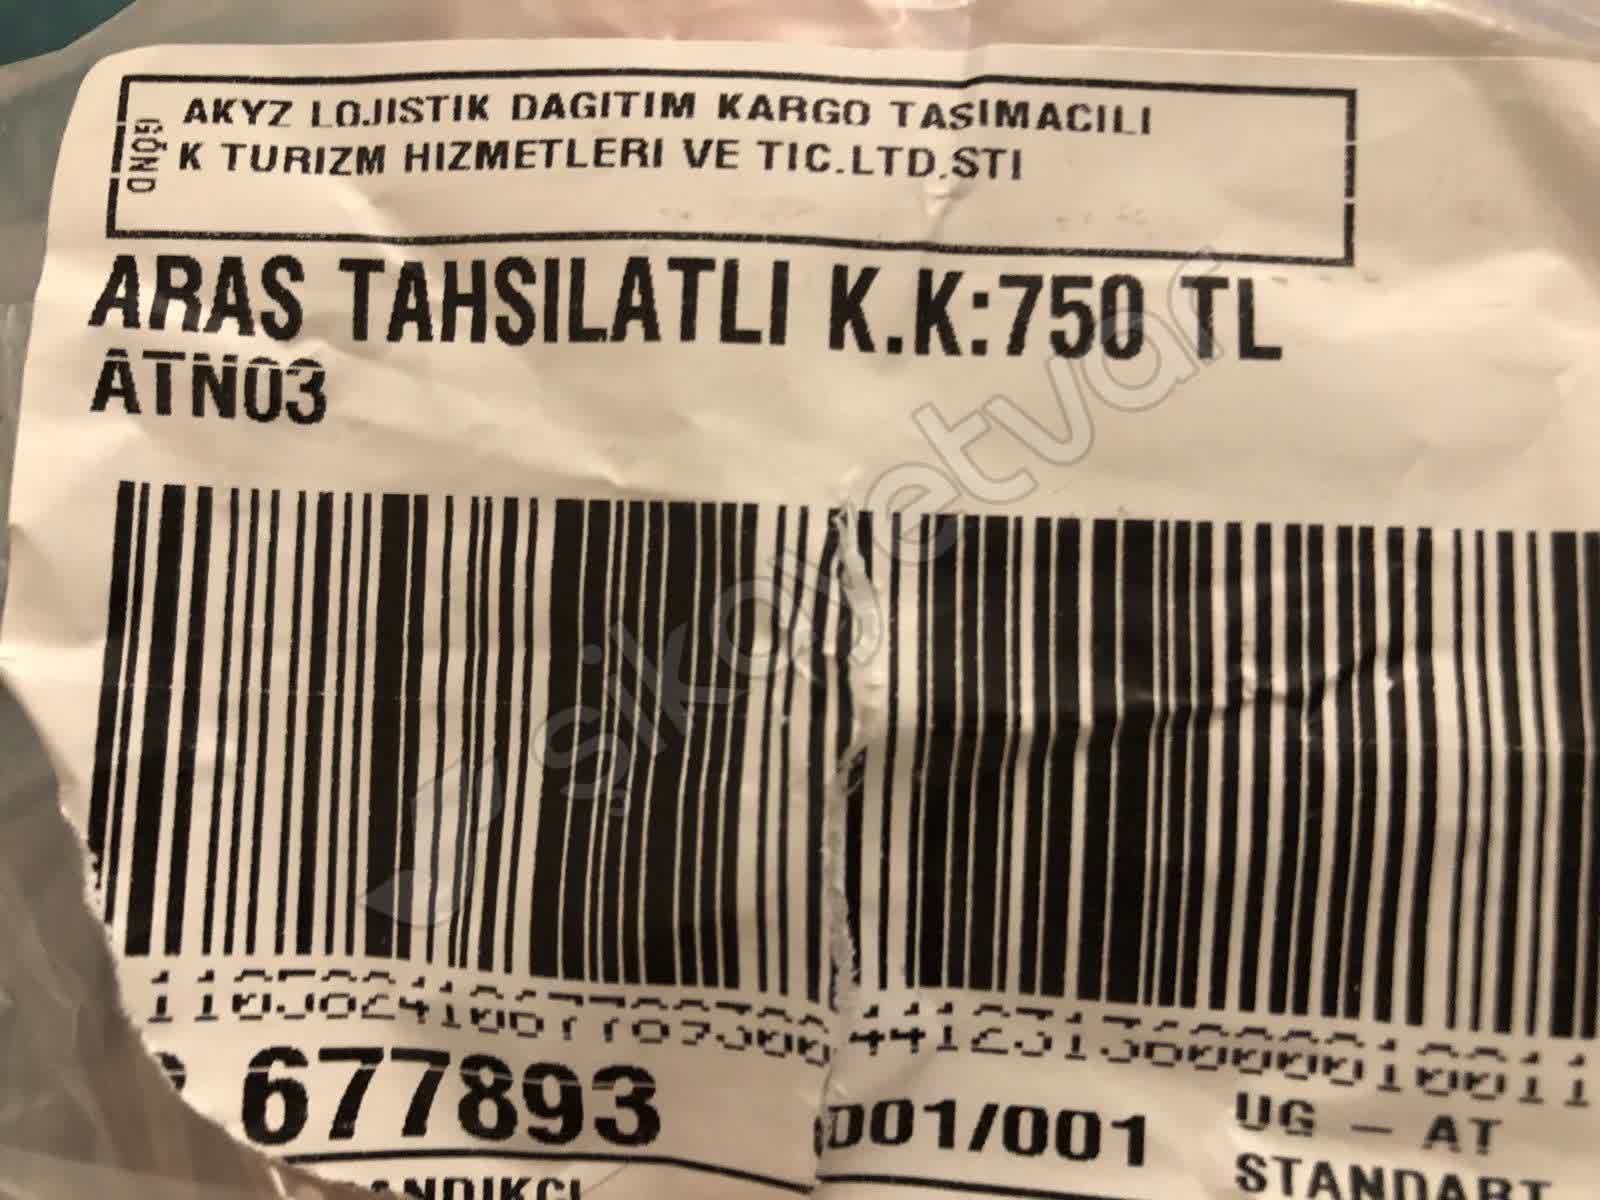 GÖND
AKYZ LOJISTIK DAGITIM KARGO TASIMACILI
K TURIZM HIZMETLERI VE TIC.LTD.STI
ARAS TAHSILATLI K.K:750 TL
ATN03
şikayetvar
677893
001/001
UG - AT
STANDART